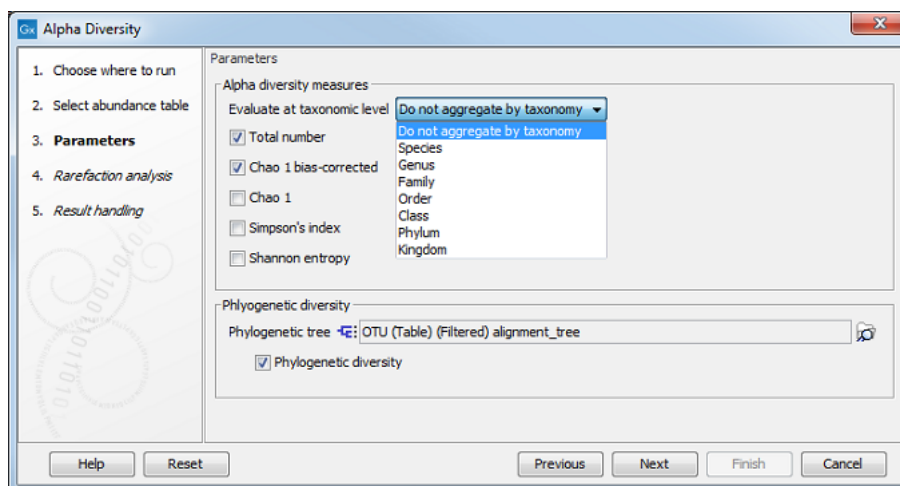 Gx Alpha Diversity
1. Choose where to run
2. Select abundance table
3. Parameters
4. Rarefaction analysis
5. Result handling
Parameters
Alpha diversity measures
Evaluate at taxonomic level Do not aggregate by taxonomy
Do not aggregate by taxonomy
Species
Genus
Family
Order
Class
Phylum
Kingdom
Total number
Chao 1 bias-corrected
Chao 1
Simpson's index
Shannon entropy
Phlyogenetic diversity
Phylogenetic tree OTU (Table) (Filtered) alignment_tree
Phylogenetic diversity
Help Reset Previous Next Finish Cancel